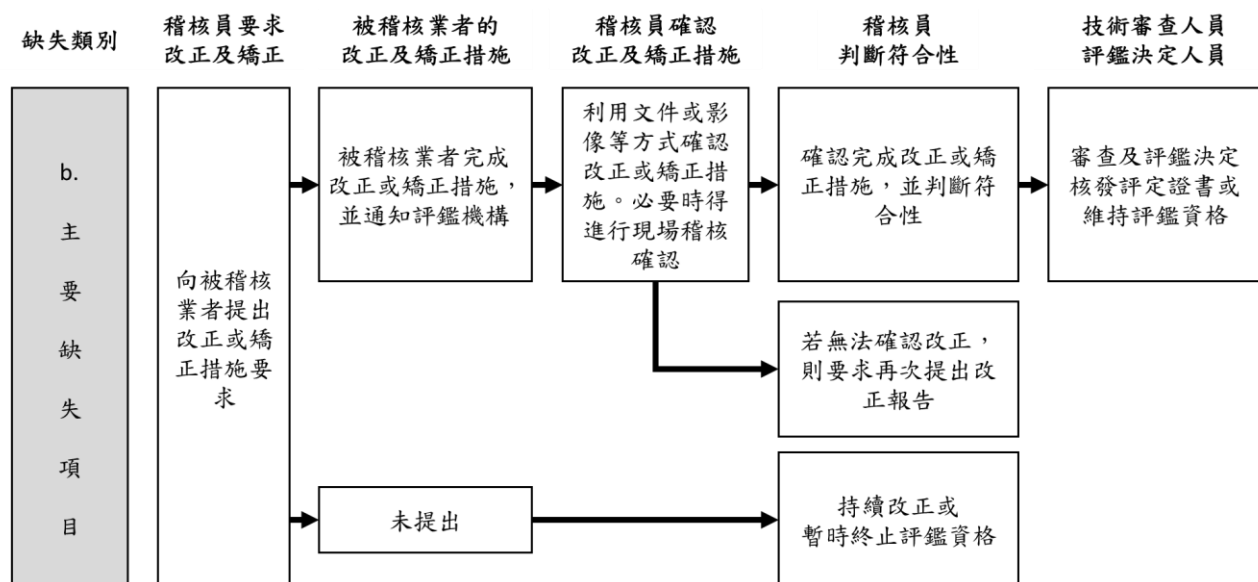 缺失類別
稽核員要求
改正及矯正
被稽核業者的
改正及矯正措施
稽核員確認
改正及矯正措施
稽核員
判斷符合性
技術審查人員
評鑑決定人員
b.
主
要
缺
失
項
目
向被稽核
業者提出
改正或矯
正措施要
求
被稽核業者完成
改正或矯正措施，
並通知評鑑機構
利用文件或影
像等方式確認
改正或矯正措
施。必要時得
進行現場稽核
確認
確認完成改正或矯
正措施，並判斷符
合性
審查及評鑑決定
核發評定證書或
維持評鑑資格
若無法確認改正，
則要求再次提出改
正報告
未提出
持續改正或
暫時終止評鑑資格